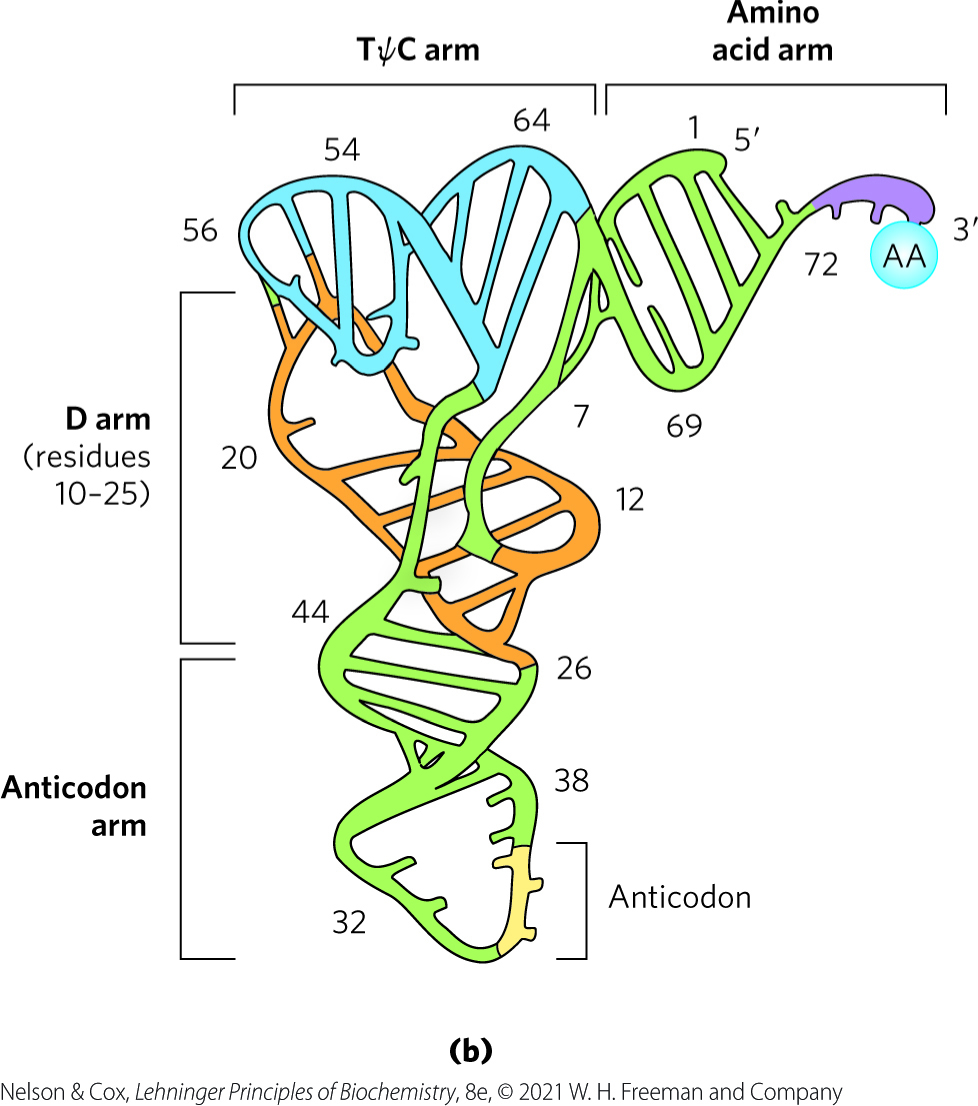 Amino
TψC arm
acid arm
64
1
5′
54
56
3′
72
AA
D arm
7
69
(residues
20
10–25)
12
44
26
Anticodon
38
arm
Anticodon
32
(b)
Nelson & Cox, Lehninger Principles of Biochemistry, 8e, © 2021 W. H. Freeman and Company